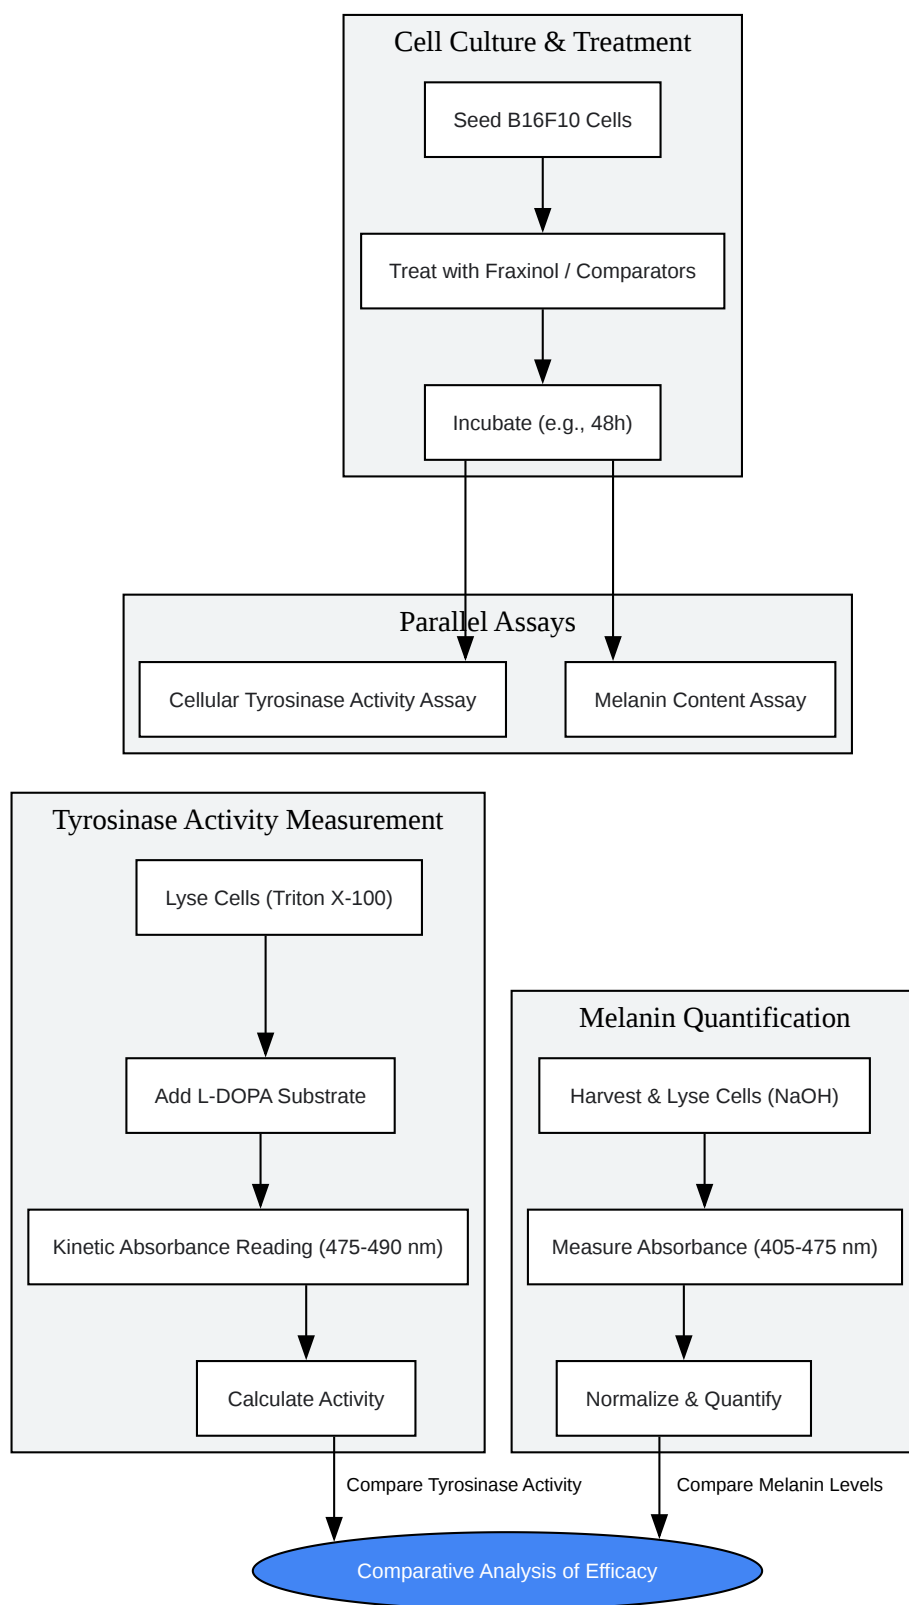 Cell Culture & Treatment
Seed B16F10 Cells
Treat with Fraxinol / Comparators
Incubate (e.g., 48h)
Parallel Assays
Cellular Tyrosinase Activity Assay
Melanin Content Assay
Tyrosinase Activity Measurement
Lyse Cells (Triton X-100)
Add L-DOPA Substrate
Kinetic Absorbance Reading (475-490 nm)
Calculate Activity
Melanin Quantification
Harvest & Lyse Cells (NaOH)
Measure Absorbance (405-475 nm)
Normalize & Quantify
Compare Tyrosinase Activity
Compare Melanin Levels
Comparative Analysis of Efficacy